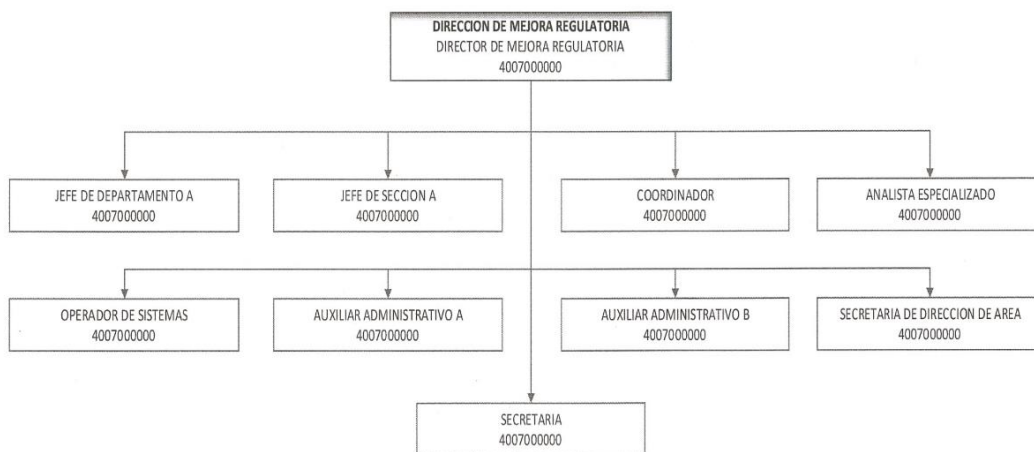 DIRECCION DE MEJORA REGULATORIA
DIRECTOR DE MEJORA REGULATORIA
4007000000
JEFE DE DEPARTAMENTO A
4007000000
JEFE DE SECCION A
4007000000
COORDINADOR
4007000000
ANALISTA ESPECIALIZADO
4007000000
OPERADOR DE SISTEMAS
4007000000
AUXILIAR ADMINISTRATIVO A
4007000000
AUXILIAR ADMINISTRATIVO B
4007000000
SECRETARIA DE DIRECCION DE AREA
4007000000
SECRETARIA
4007000000